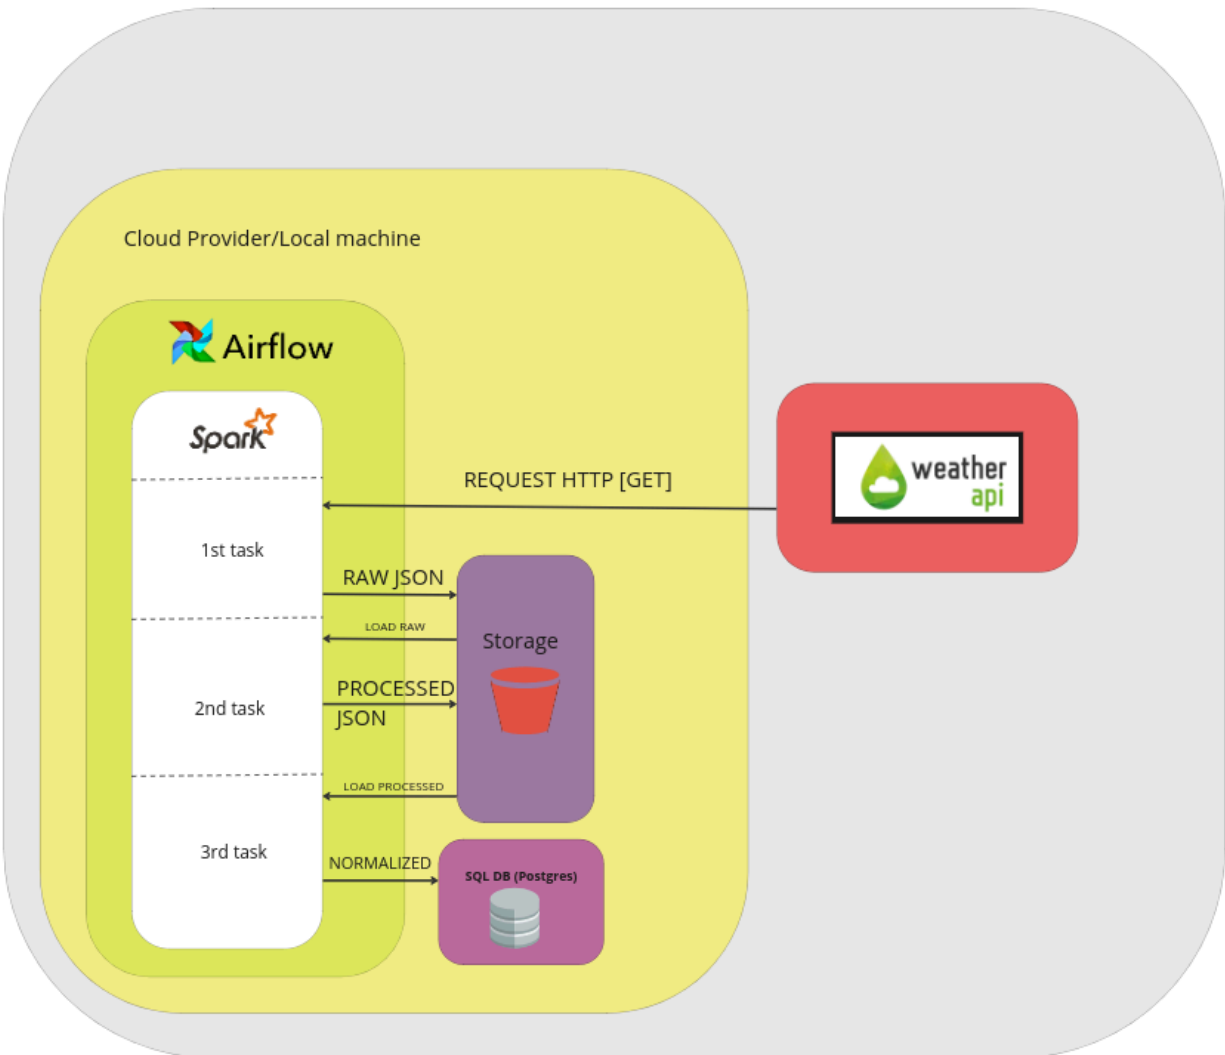 Cloud Provider/Local machine
Airflow
Spark
REQUEST HTTP [GET]
weather
api
1st task
RAW JSON
LOAD RAW
Storage
PROCESSED
JSON
2nd task
LOAD PROCESSED
3rd task
NORMALIZED
SQL DB (Postgres)